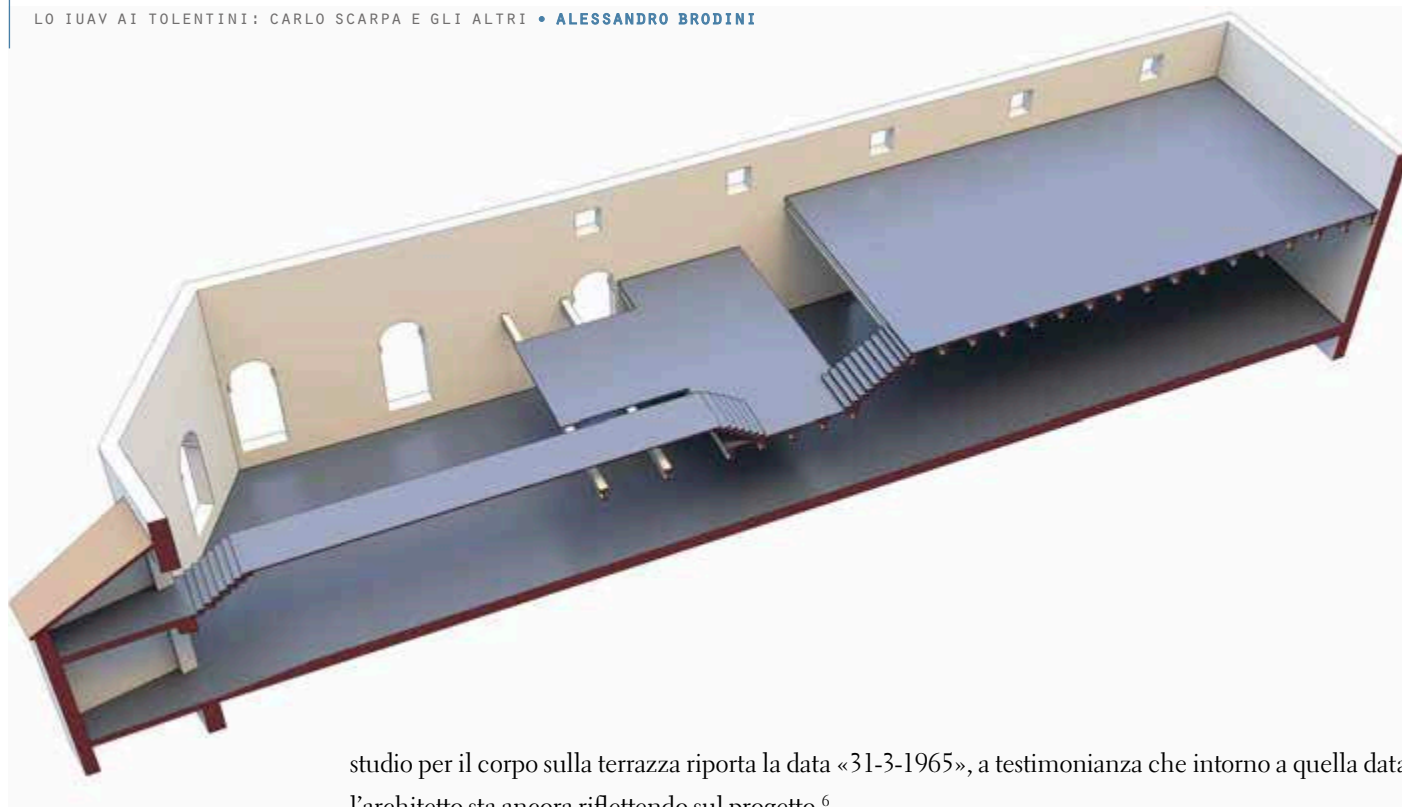 LO IUAV AI TOLENTINI: CARLO SCARPA E GLI ALTRI • ALESSANDRO BRODINI
studio per il corpo sulla terrazza riporta la data «31-3-1965», a testimonianza che intorno a quella data
l'architetto sta ancora riflettendo sul progetto.6